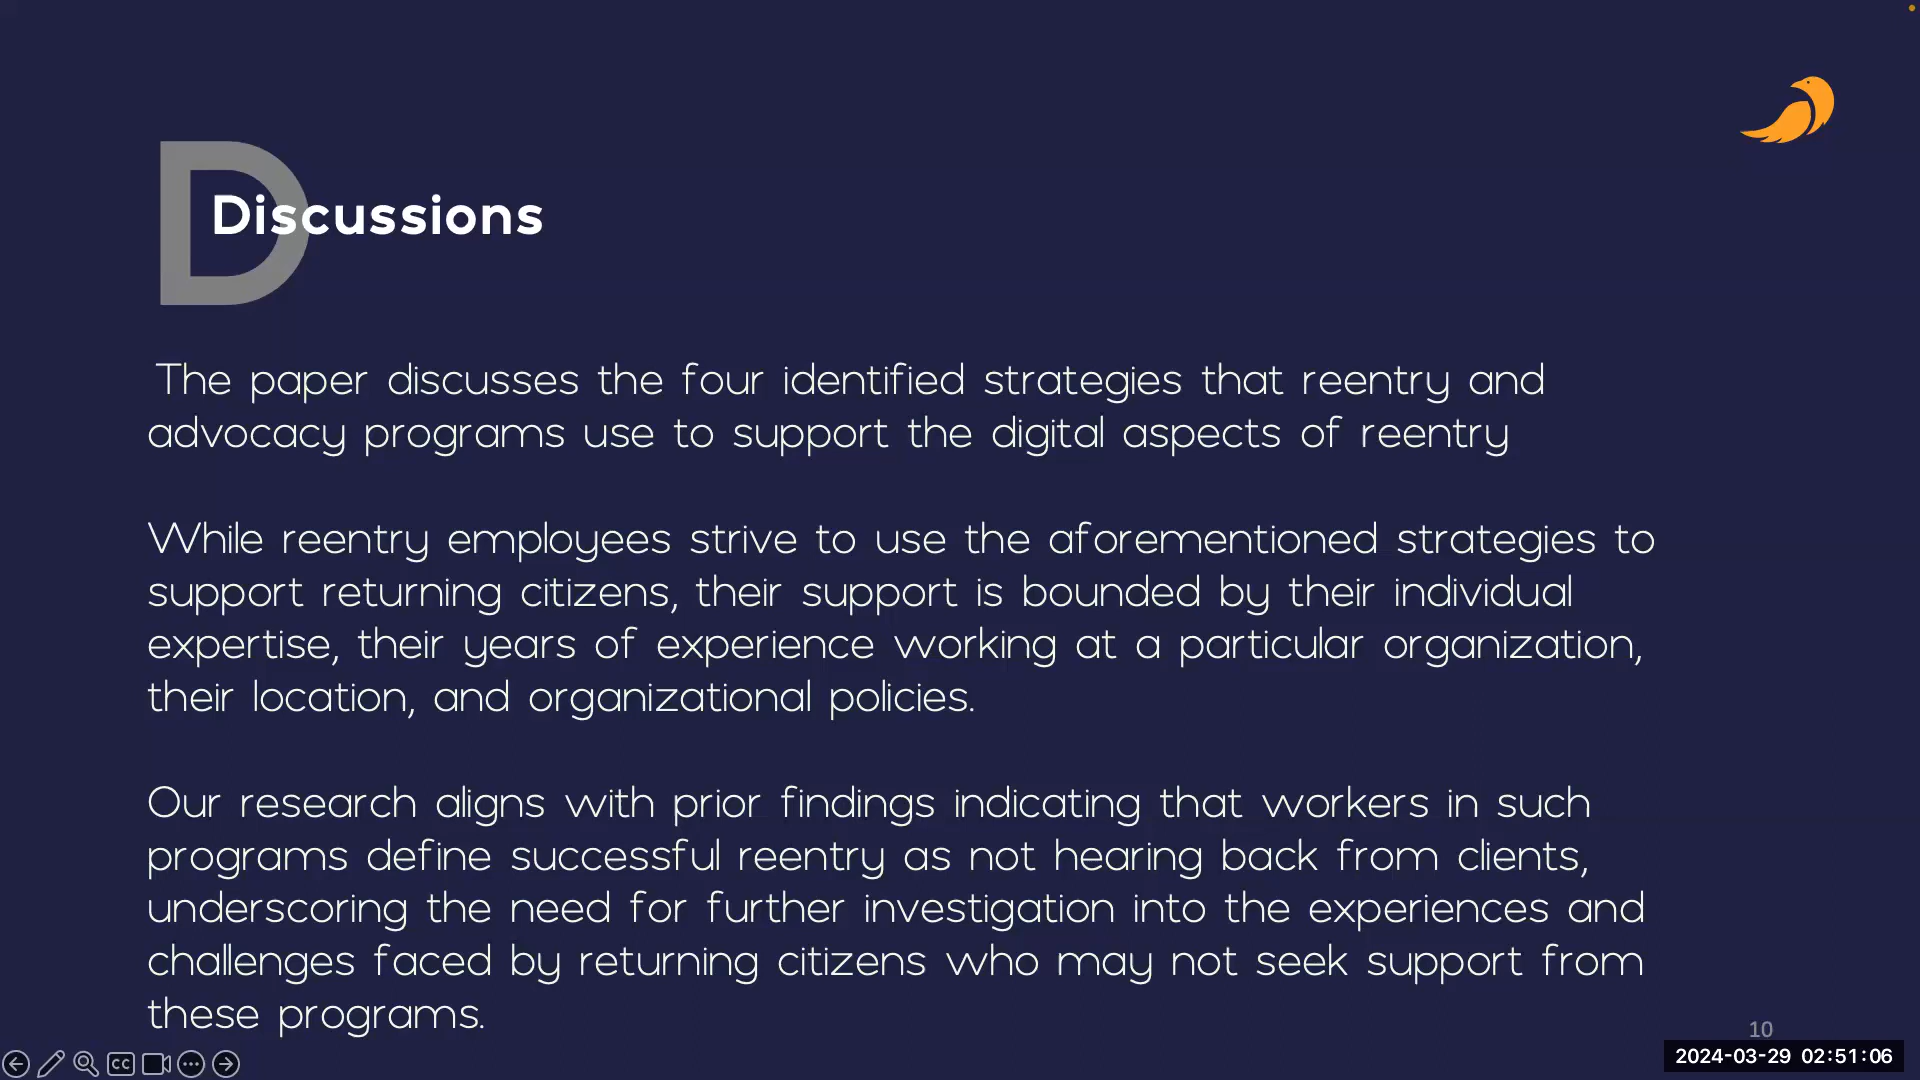 D
Discussions
The paper discusses the four identified strategies that reentry and
advocacy programs use to support the digital aspects of reentry
While reentry employees strive to use the aforementioned strategies to
support returning citizens, their support is bounded by their individual
expertise, their years of experience working at a particular organization,
their location, and organizational policies.
Our research aligns with prior findings indicating that workers in such
programs define successful reentry as not hearing back from clients,
underscoring the need for further investigation into the experiences and
challenges faced by returning citizens who may not seek support from
these programs.
10
CC
2024-03-29 02:51:06